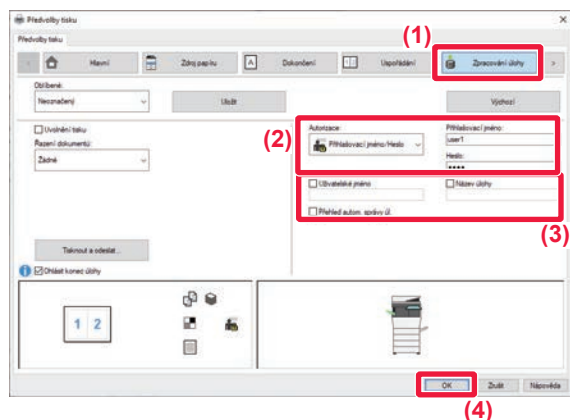 Předvolby tisku
Předvolby tisku
(1)
Hlavní
Zdroj papíru
Dokončení
Uspořádání
Zpracování úlohy
Oblíbené:
Neoznačený
Uložit
Výchozí
Uvolnění tisku
Řazení dokumentů:
Žádné
(2)
Autorizace:
Přihlašovací jméno/Heslo
Přihlašovací jméno:
user1
Heslo:
••••
Uživatelské jméno
Název úlohy
Přehled autom. správy úl.
(3)
Tisknout a odeslat...
Ohlásit konec úlohy
1 2
OK
Zrušit
Nápověda
(4)